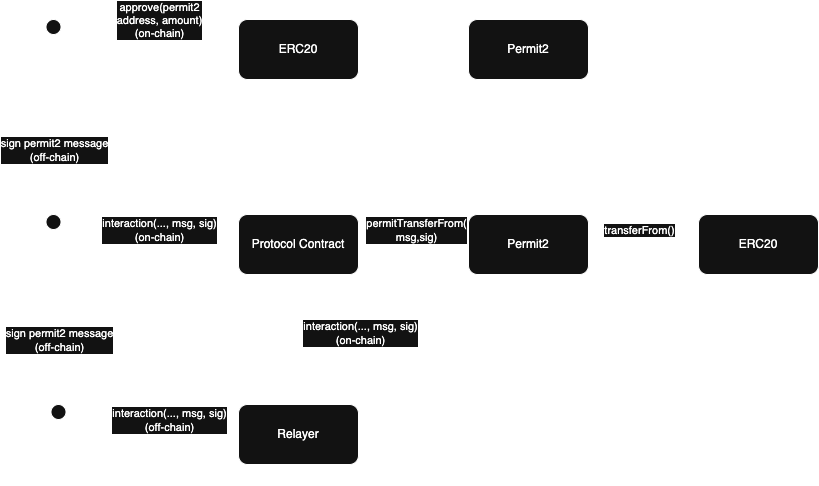 approve(permit2
address, amount)
(on-chain)
ERC20
Permit2
sign permit2 message
(off-chain)
interaction(..., msg, sig)
(on-chain)
Protocol Contract
permitTransferFrom(
msg,sig)
Permit2
transferFrom()
ERC20
sign permit2 message
(off-chain)
interaction(..., msg, sig)
(on-chain)
interaction(..., msg, sig)
(off-chain)
Relayer